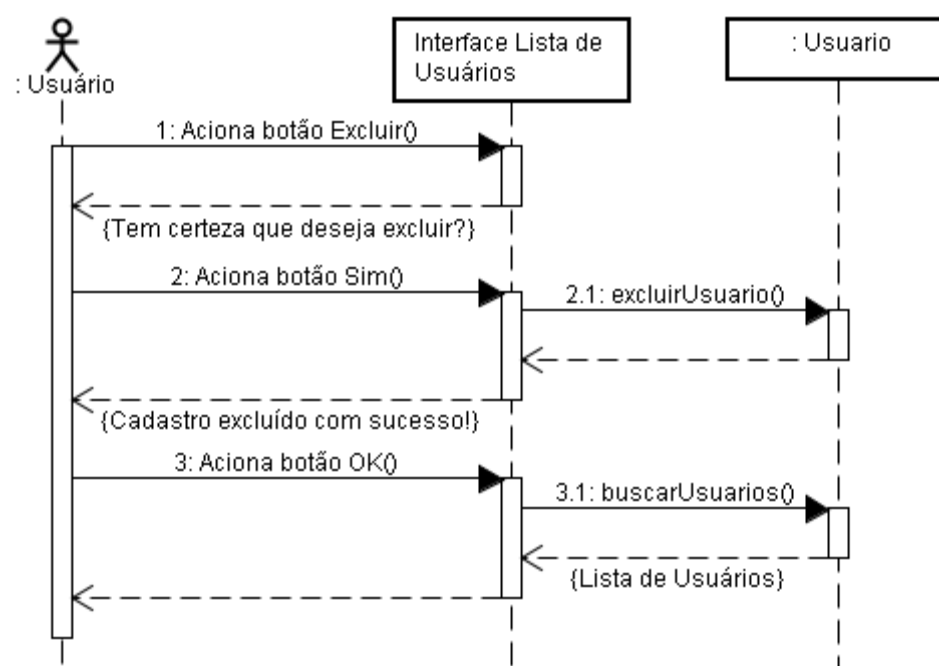 : Usuário
Interface Lista de
Usuários
: Usuario
1: Aciona botão Excluir()
{Tem certeza que deseja excluir?}
2: Aciona botão Sim()
2.1: excluirUsuario()
{Cadastro excluído com sucesso!}
3: Aciona botão OK()
3.1: buscarUsuarios()
{Lista de Usuários}